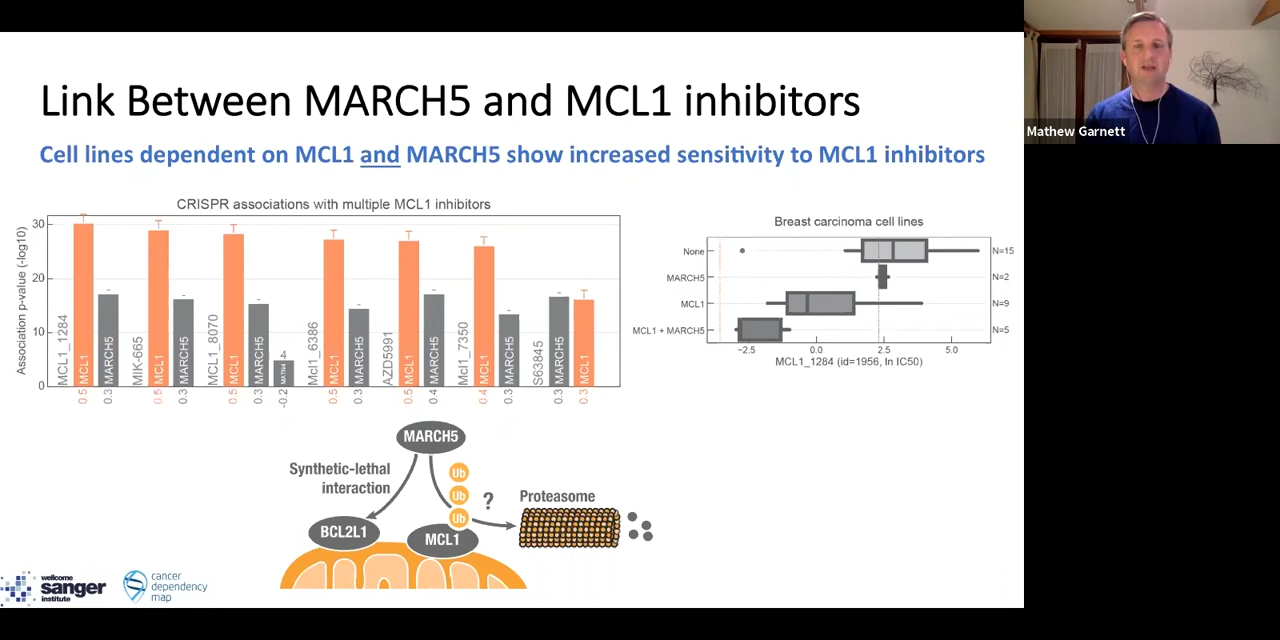 Link Between MARCH5 and MCL1 inhibitors
Mathew Garnett
Cell lines dependent on MCL1 and MARCH5 show increased sensitivity to MCL1 inhibitors
CRISPR associations with multiple MCL1 inhibitors
Association p-value (-log10)
30
20
10
0
MCL1_1284
MCL1
MARCH5
MIK-665
MCL1
MARCH5
MCL1_8070
MCL1
MARCH5
4
Mcl1_6386
MCL1
MARCH5
AZD5991
MCL1
MARCH5
Mcl1_7350
MCL1
MARCH5
S63845
MARCH5
MCL1
0.5 0.3 0.5 0.3 0.5 0.3 -0.2 0.5 0.3 0.5 0.4 0.4 0.3 0.3 0.3
Breast carcinoma cell lines
None N=15
MARCH5 N=2
MCL1 N=9
MCL1 + MARCH5 N=5
−2.5 0.0 2.5 5.0
MCL1_1284 (id=1956, ln IC50)
MARCH5
Synthetic-lethal
interaction
Ub
Ub
Ub
?
Proteasome
BCL2L1
MCL1
wellcome
sanger
institute
cancer
dependency
map